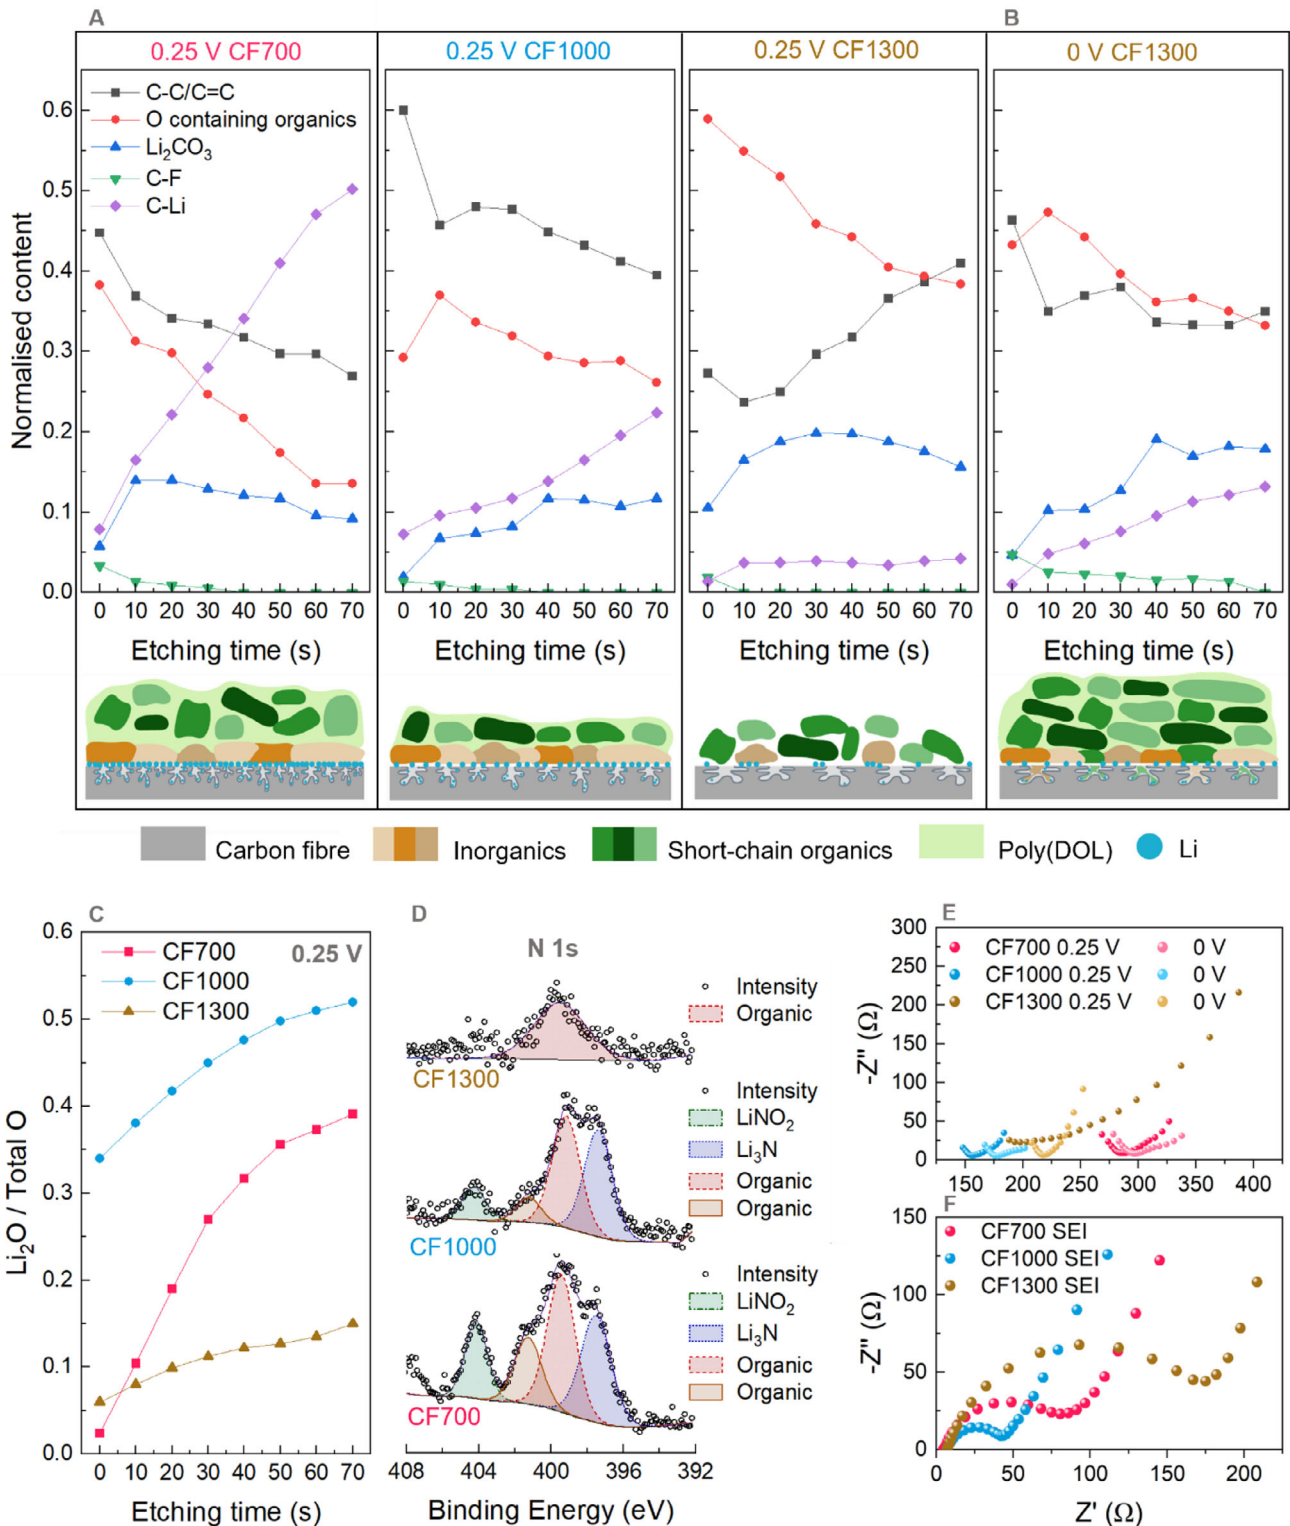 A
B
0.25 V CF700
0.25 V CF1000
0.25 V CF1300
0 V CF1300
Normalised content
0.6
0.5
0.4
0.3
0.2
0.1
0.0
C-C/C=C
O containing organics
Li₂CO₃
C-F
C-Li
0 10 20 30 40 50 60 70
0 10 20 30 40 50 60 70
0 10 20 30 40 50 60 70
0 10 20 30 40 50 60 70
Etching time (s)
Etching time (s)
Etching time (s)
Etching time (s)
Carbon fibre
Inorganics
Short-chain organics
Poly(DOL)
Li
C
0.25 V
CF700
CF1000
CF1300
Li₂O / Total O
0.6
0.5
0.4
0.3
0.2
0.1
0.0
0 10 20 30 40 50 60 70
Etching time (s)
D
N 1s
Intensity
Organic
CF1300
Intensity
LiNO₂
Li₃N
Organic
Organic
CF1000
Intensity
LiNO₂
Li₃N
Organic
Organic
CF700
408 404 400 396 392
Binding Energy (eV)
E
CF700 0.25 V 0 V
CF1000 0.25 V 0 V
CF1300 0.25 V 0 V
-Z'' (Ω)
300
250
200
150
100
50
0
150 200 250 300 350 400
F
CF700 SEI
CF1000 SEI
CF1300 SEI
-Z'' (Ω)
150
100
50
0
0 50 100 150 200
Z' (Ω)